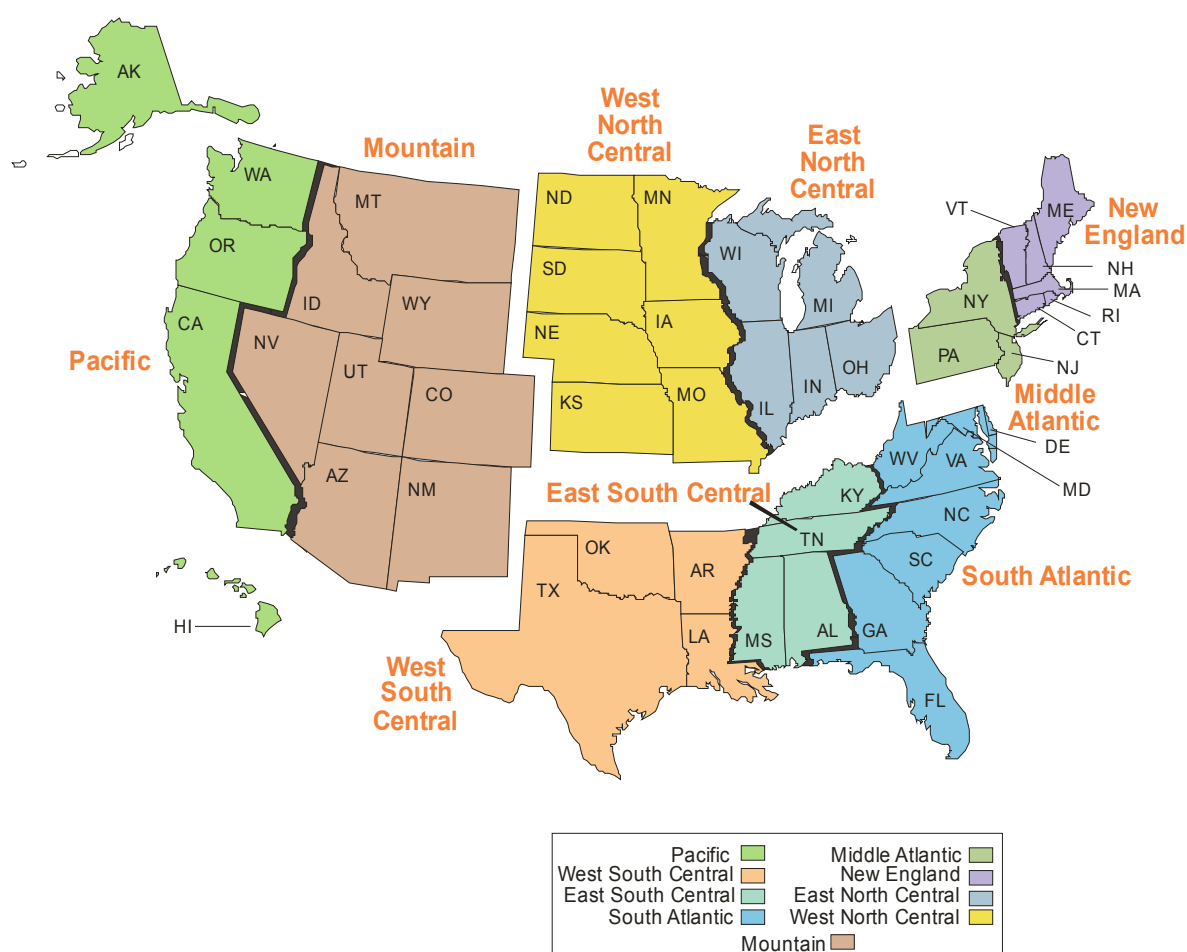 AK
West
North
Central
East
North
Central
Mountain
WA
MT
ND
MN
VT
ME
New
England
OR
WI
SD
NH
MA
ID
WY
NY
MI
RI
CA
IA
NE
CT
NV
PA
Pacific
UT
OH
NJ
CO
KS
MO
IN
IL
Middle
Atlantic
DE
WV
VA
AZ
NM
East South Central
KY
MD
NC
TN
OK
SC
AR
South Atlantic
TX
HI
LA
MS
AL
GA
West
South
Central
FL
Pacific
West South Central
East South Central
South Atlantic
Middle Atlantic
New England
East North Central
West North Central
Mountain